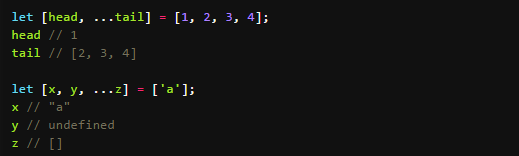 let [head, ...tail] = [1, 2, 3, 4];
head // 1
tail // [2, 3, 4]
let [x, y, ...z] = ['a'];
x // "a"
y // undefined
z // []